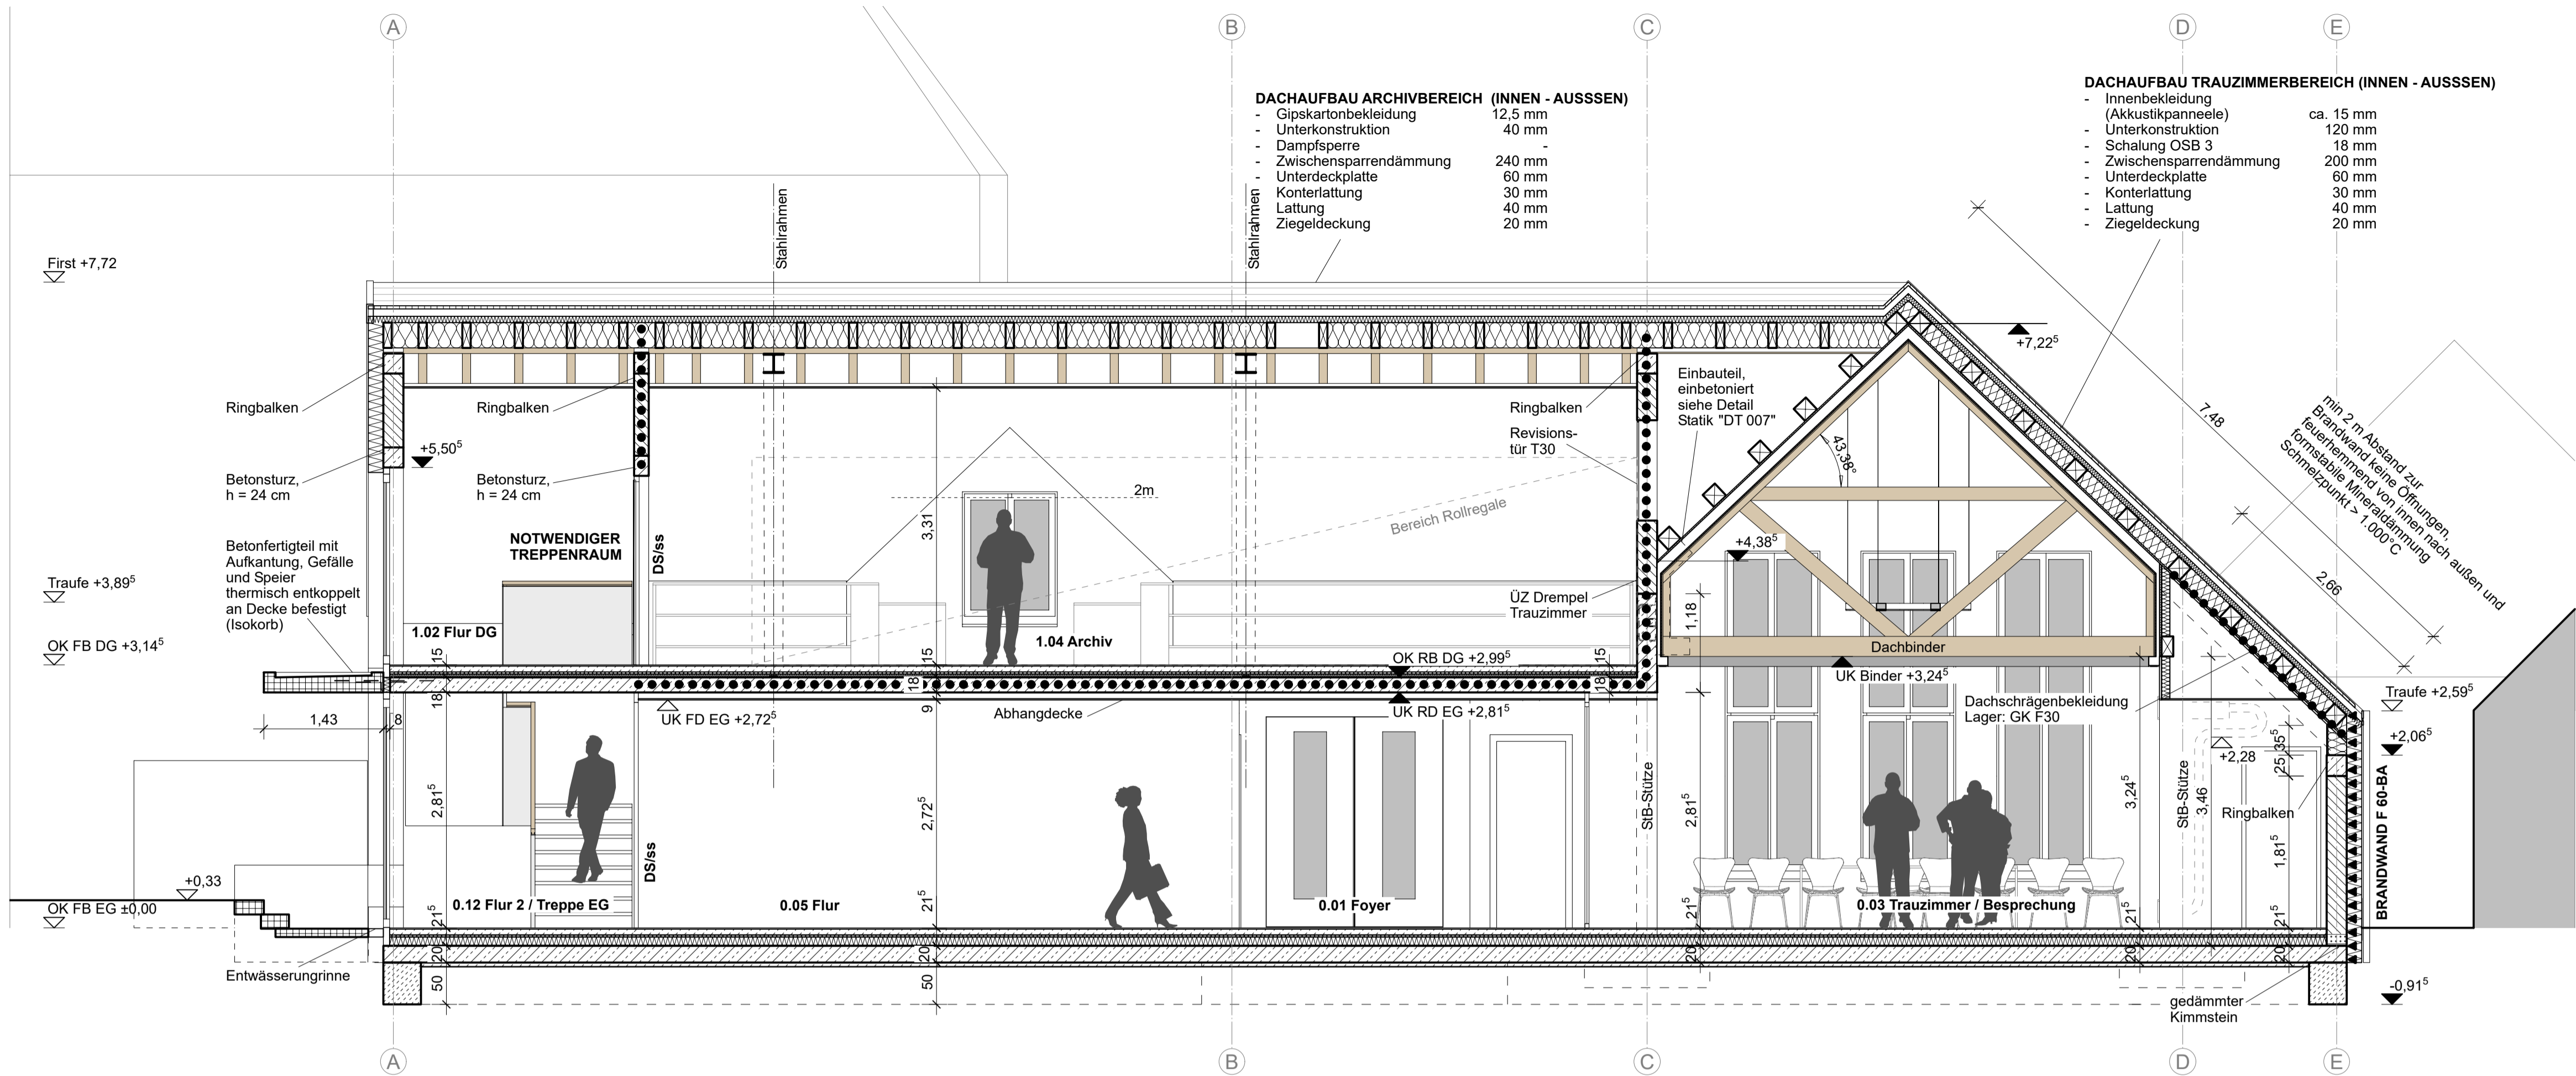 A
B
C
D
E
DACHAUFBAU ARCHIVBEREICH (INNEN - AUSSSEN)
- Gipskartonbekleidung 12,5 mm
- Unterkonstruktion 40 mm
- Dampfsperre -
- Zwischensparrendämmung 240 mm
- Unterdeckplatte 60 mm
Konterlattung 30 mm
Lattung 40 mm
Ziegeldeckung 20 mm
DACHAUFBAU TRAUZIMMERBEREICH (INNEN - AUSSSEN)
- Innenbekleidung
(Akkustikpanneele) ca. 15 mm
- Unterkonstruktion 120 mm
- Schalung OSB 3 18 mm
- Zwischensparrendämmung 200 mm
- Unterdeckplatte 60 mm
- Konterlattung 30 mm
- Lattung 40 mm
- Ziegeldeckung 20 mm
Stahlrahmen
Stahlrahmen
First +7,72
+7,22⁵
Ringbalken
Ringbalken
Ringbalken
Revisions-
tür T30
Einbauteil,
einbetoniert
siehe Detail
Statik "DT 007"
43,38°
7,48
min 2 m Abstand zur
Brandwand keine Öffnungen,
feuerhemmend von innen nach außen und
formstabile Mineraldämmung
Schmelzpunkt > 1.000°C
2,66
+5,50⁵
Betonsturz,
h = 24 cm
Betonsturz,
h = 24 cm
2m
Bereich Rollregale
3,31
NOTWENDIGER
TREPPENRAUM
DS/ss
Betonfertigteil mit
Aufkantung, Gefälle
und Speier
thermisch entkoppelt
an Decke befestigt
(Isokorb)
+4,38⁵
Traufe +3,89⁵
ÜZ Drempel
Trauzimmer
1,18
1.02 Flur DG
1.04 Archiv
OK FB DG +3,14⁵
15
15
15
OK RB DG +2,99⁵
Dachbinder
UK Binder +3,24⁵
18
18
18
9
UK FD EG +2,72⁵
Abhangdecke
UK RD EG +2,81⁵
Dachschrägenbekleidung
Lager: GK F30
Traufe +2,59⁵
1,43
8
+2,06⁵
+2,28
35⁵
25
2,81⁵
2,72⁵
2,81⁵
3,24⁵
3,46
1,81⁵
StB-Stütze
StB-Stütze
Ringbalken
BRANDWAND F 60-BA
DS/ss
+0,33
OK FB EG ±0,00
0.12 Flur 2 / Treppe EG
0.05 Flur
0.01 Foyer
0.03 Trauzimmer / Besprechung
21⁵
21⁵
21⁵
21⁵
21⁵
20
20
20
20
20
50
50
Entwässerungrinne
gedämmter
Kimmstein
-0,91⁵
A
B
C
D
E